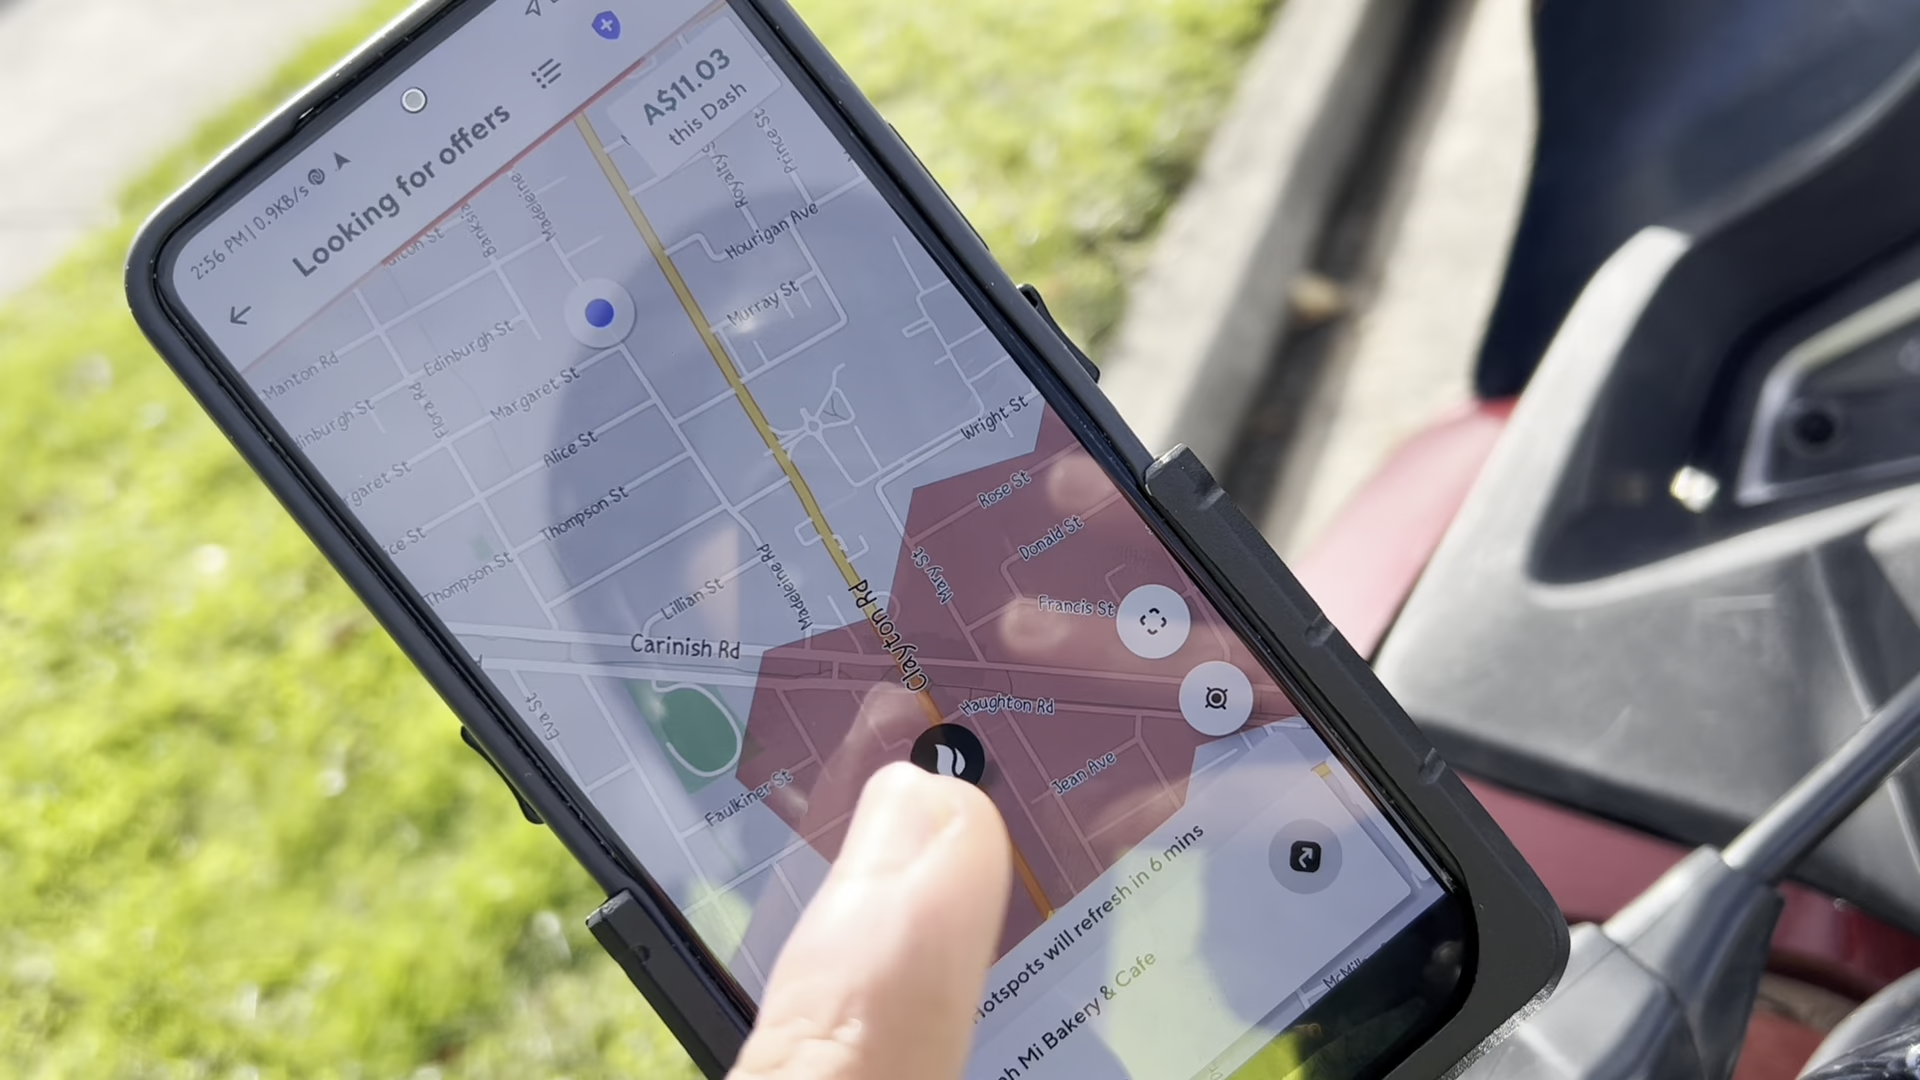 2:56 PM | 0.9KB/s
Looking for offers
A$11.03
this Dash
Prince St
Royalty S
Hourigan Ave
Murray St
Madeleine
Banksi
Manton Rd
Edinburgh St
Flora Rd
Margaret St
Alice St
Wright St
Thompson St
Rose St
Donald St
Thompson St
Mary St
Lillian St
Madeleine Rd
Clayton Rd
Francis St
Carinish Rd
Haughton Rd
Eva St
Jean Ave
Faulkiner St
Hotspots will refresh in 6 mins
Mi Bakery & Cafe